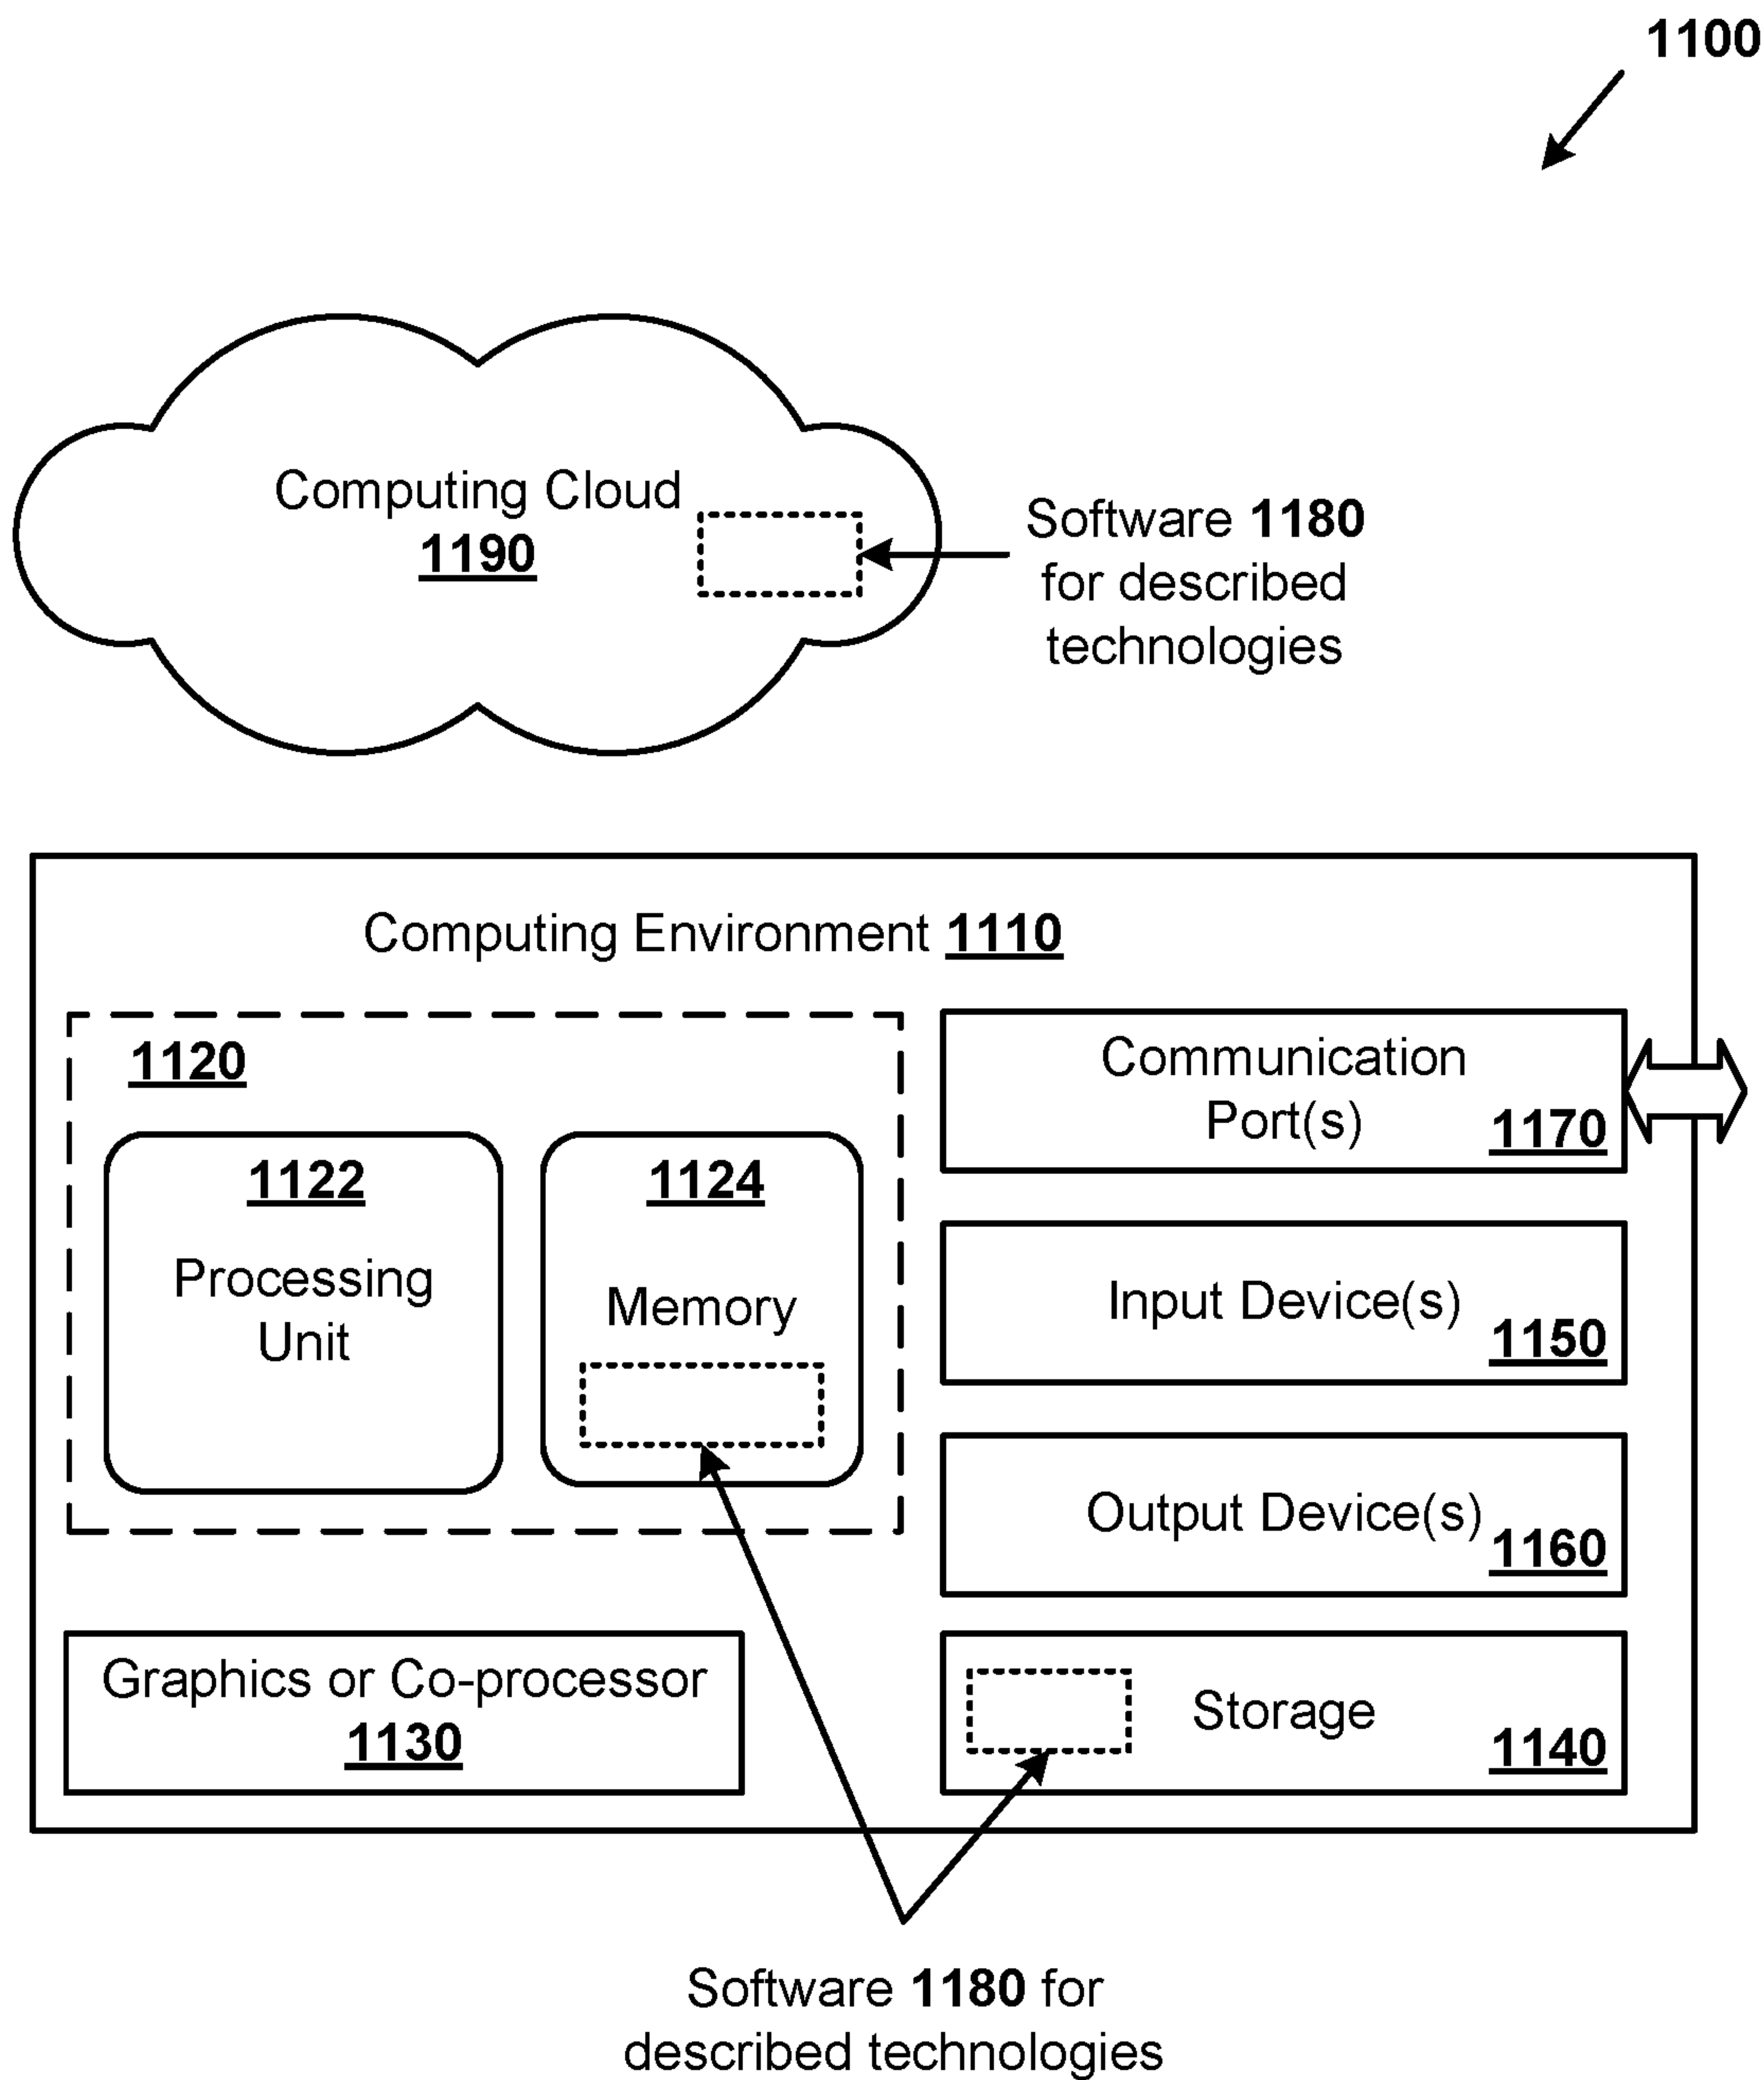 1100
Computing Cloud
1190
Software 1180
for described
technologies
Computing Environment 1110
1120
1122
Processing
Unit
1124
Memory
Communication
Port(s)
1170
Input Device(s)
1150
Output Device(s)
1160
Graphics or Co-processor
1130
Storage
1140
Software 1180 for
described technologies